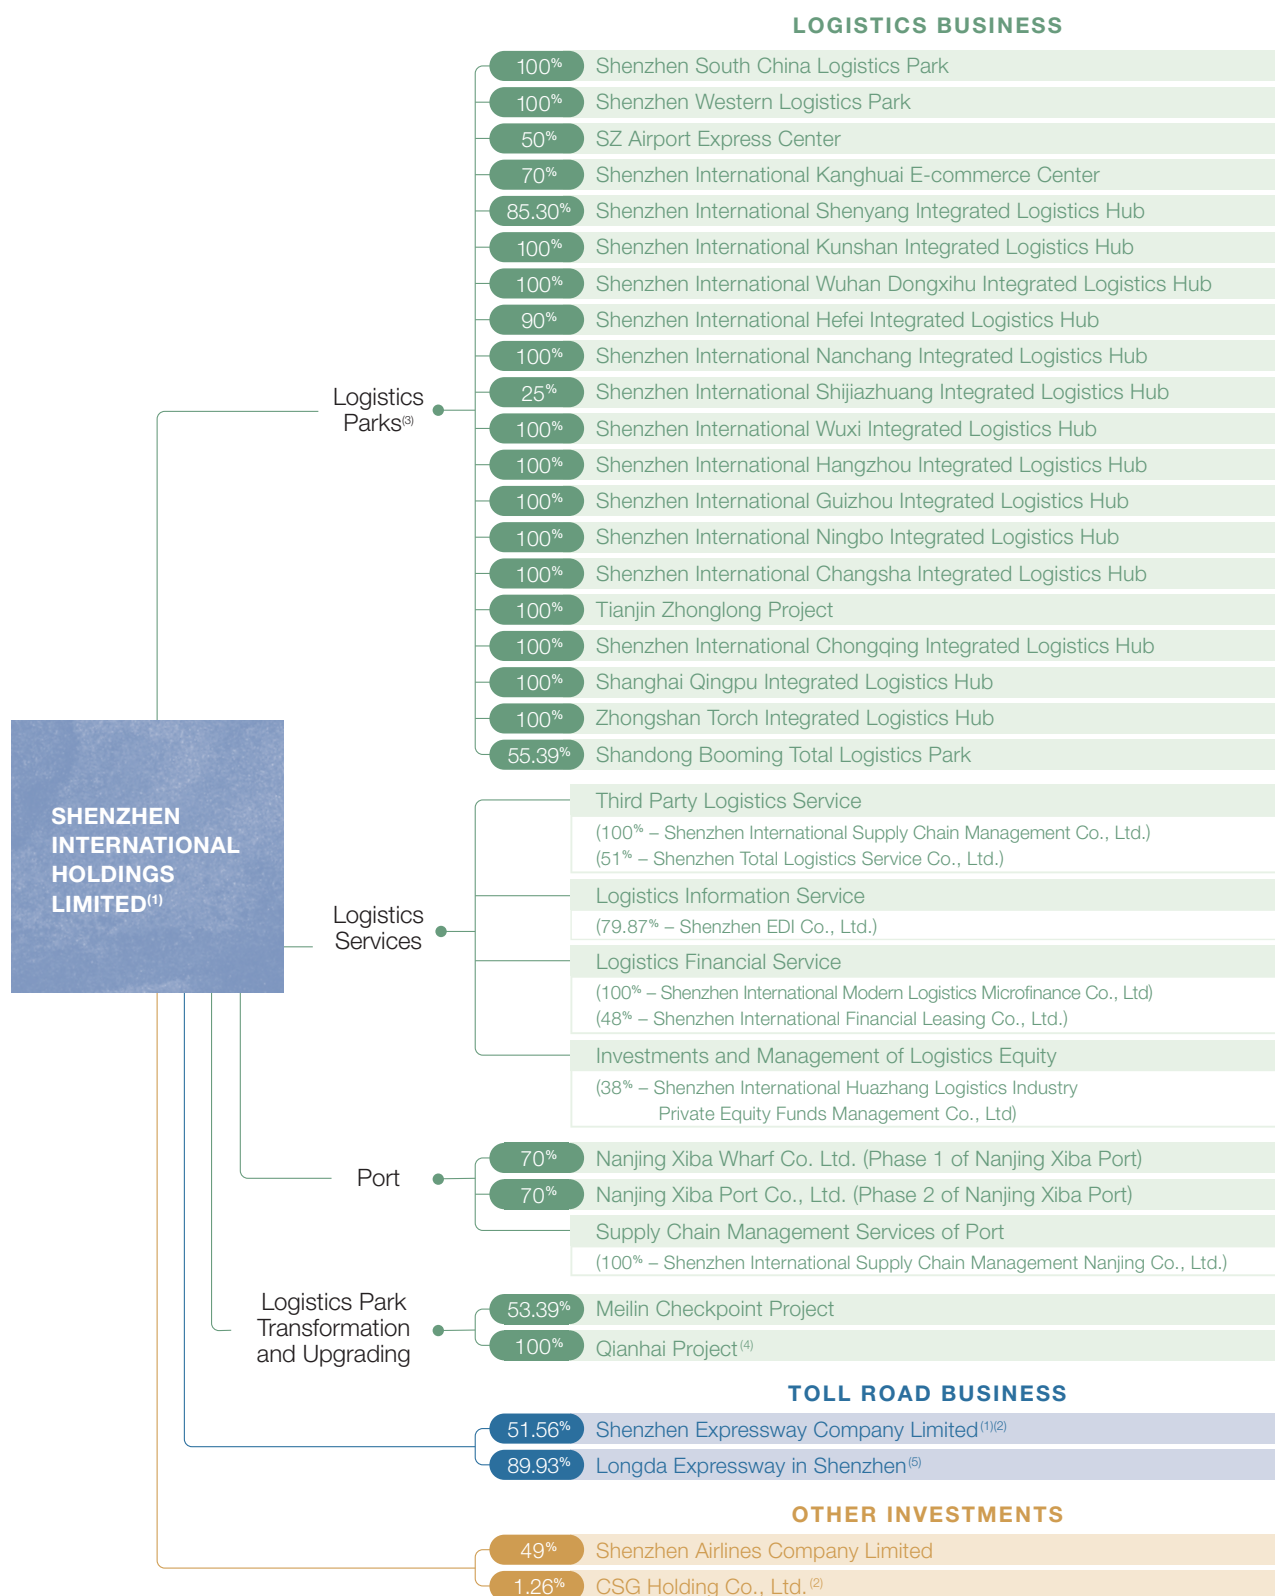 LOGISTICS BUSINESS
100% Shenzhen South China Logistics Park
100% Shenzhen Western Logistics Park
50% SZ Airport Express Center
70% Shenzhen International Kanghuai E-commerce Center
85.30% Shenzhen International Shenyang Integrated Logistics Hub
100% Shenzhen International Kunshan Integrated Logistics Hub
100% Shenzhen International Wuhan Dongxihu Integrated Logistics Hub
90% Shenzhen International Hefei Integrated Logistics Hub
100% Shenzhen International Nanchang Integrated Logistics Hub
25% Shenzhen International Shijiazhuang Integrated Logistics Hub
Logistics
Parks(3)
100% Shenzhen International Wuxi Integrated Logistics Hub
100% Shenzhen International Hangzhou Integrated Logistics Hub
100% Shenzhen International Guizhou Integrated Logistics Hub
100% Shenzhen International Ningbo Integrated Logistics Hub
100% Shenzhen International Changsha Integrated Logistics Hub
100% Tianjin Zhonglong Project
100% Shenzhen International Chongqing Integrated Logistics Hub
100% Shanghai Qingpu Integrated Logistics Hub
100% Zhongshan Torch Integrated Logistics Hub
55.39% Shandong Booming Total Logistics Park
SHENZHEN
INTERNATIONAL
HOLDINGS
LIMITED(1)
Logistics
Services
Third Party Logistics Service
(100% – Shenzhen International Supply Chain Management Co., Ltd.)
(51% – Shenzhen Total Logistics Service Co., Ltd.)
Logistics Information Service
(79.87% – Shenzhen EDI Co., Ltd.)
Logistics Financial Service
(100% – Shenzhen International Modern Logistics Microfinance Co., Ltd)
(48% – Shenzhen International Financial Leasing Co., Ltd.)
Investments and Management of Logistics Equity
(38% – Shenzhen International Huazhang Logistics Industry
Private Equity Funds Management Co., Ltd)
Port
70% Nanjing Xiba Wharf Co. Ltd. (Phase 1 of Nanjing Xiba Port)
70% Nanjing Xiba Port Co., Ltd. (Phase 2 of Nanjing Xiba Port)
Supply Chain Management Services of Port
(100% – Shenzhen International Supply Chain Management Nanjing Co., Ltd.)
Logistics Park
Transformation
and Upgrading
53.39% Meilin Checkpoint Project
100% Qianhai Project(4)
TOLL ROAD BUSINESS
51.56% Shenzhen Expressway Company Limited(1)(2)
89.93% Longda Expressway in Shenzhen(5)
OTHER INVESTMENTS
49% Shenzhen Airlines Company Limited
1.26% CSG Holding Co., Ltd.(2)